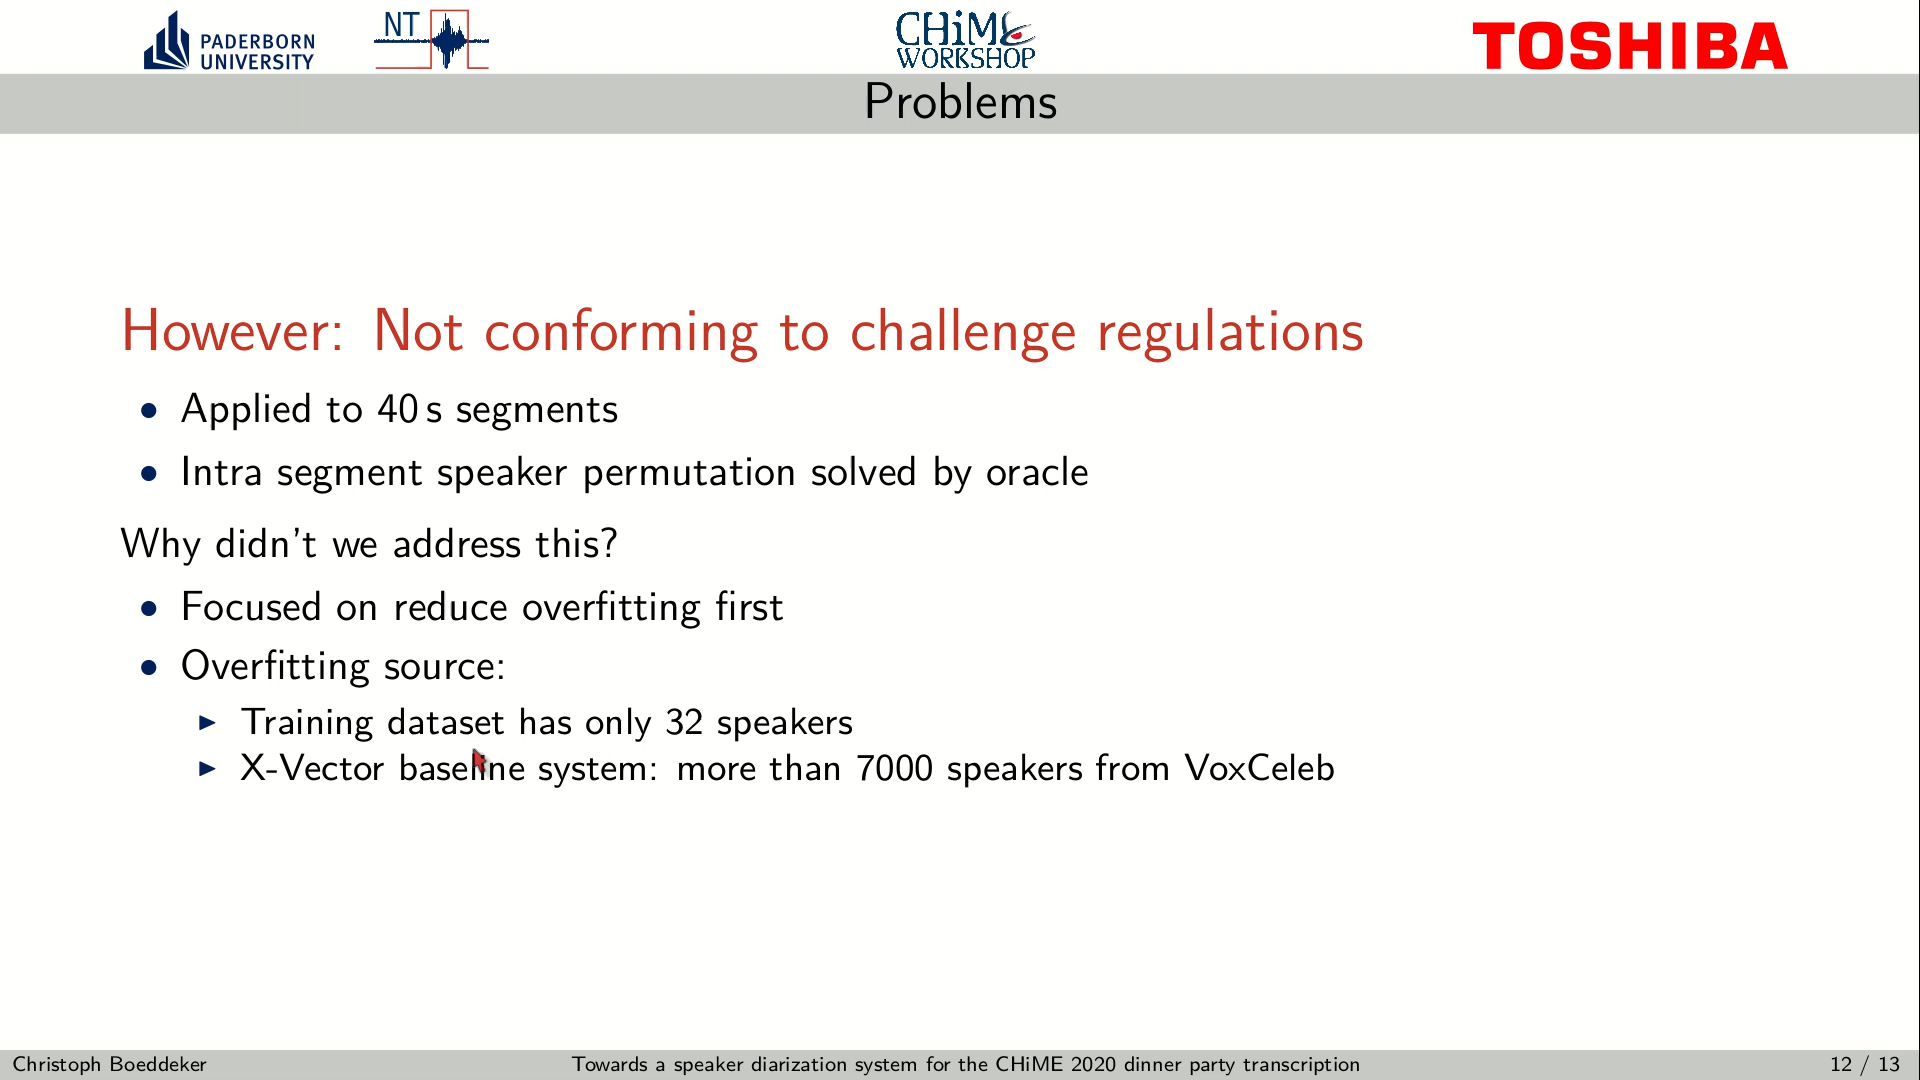 PADERBORN
UNIVERSITY
NT
CHiME
WORKSHOP
TOSHIBA
Problems
However: Not conforming to challenge regulations
• Applied to 40 s segments
• Intra segment speaker permutation solved by oracle
Why didn't we address this?
• Focused on reduce overfitting first
• Overfitting source:
▶ Training dataset has only 32 speakers
▶ X-Vector baseline system: more than 7000 speakers from VoxCeleb
Christoph Boeddeker
Towards a speaker diarization system for the CHiME 2020 dinner party transcription
12 / 13